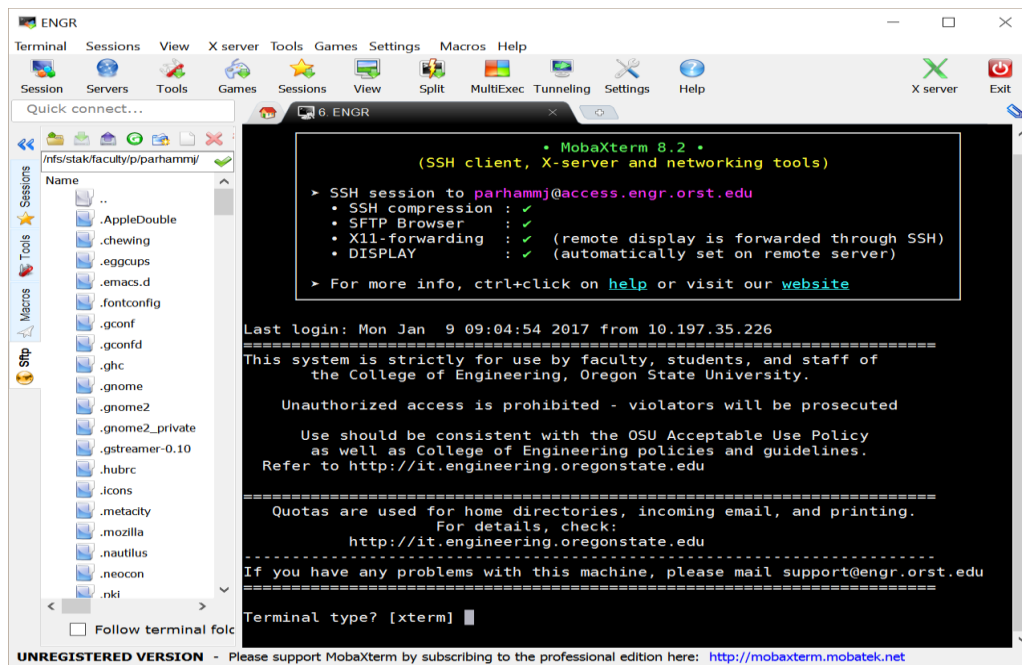 ENGR
Terminal Sessions View X server Tools Games Settings Macros Help
Session Servers Tools Games Sessions View Split MultiExec Tunneling Settings Help X server Exit
Quick connect...
6. ENGR
/nfs/stak/faculty/p/parhammj/
Name
..
.AppleDouble
.chewing
.eggcups
.emacs.d
.fontconfig
.gconf
.gconfd
.ghc
.gnome
.gnome2
.gnome2_private
.gstreamer-0.10
.hubrc
.icons
.metacity
.mozilla
.nautilus
.neocon
.pki
Follow terminal fold
Sessions
Tools
Macros
Sftp
• MobaXterm 8.2 •
(SSH client, X-server and networking tools)
➤ SSH session to parhammj@access.engr.orst.edu
• SSH compression : ✔
• SFTP Browser : ✔
• X11-forwarding : ✔ (remote display is forwarded through SSH)
• DISPLAY : ✔ (automatically set on remote server)
➤ For more info, ctrl+click on help or visit our website
Last login: Mon Jan 9 09:04:54 2017 from 10.197.35.226
========================================================================
This system is strictly for use by faculty, students, and staff of
the College of Engineering, Oregon State University.
Unauthorized access is prohibited - violators will be prosecuted
Use should be consistent with the OSU Acceptable Use Policy
as well as College of Engineering policies and guidelines.
Refer to http://it.engineering.oregonstate.edu
========================================================================
Quotas are used for home directories, incoming email, and printing.
For details, check:
http://it.engineering.oregonstate.edu
------------------------------------------------------------------------
If you have any problems with this machine, please mail support@engr.orst.edu
========================================================================
Terminal type? [xterm]
UNREGISTERED VERSION - Please support MobaXterm by subscribing to the professional edition here: http://mobaxterm.mobatek.net